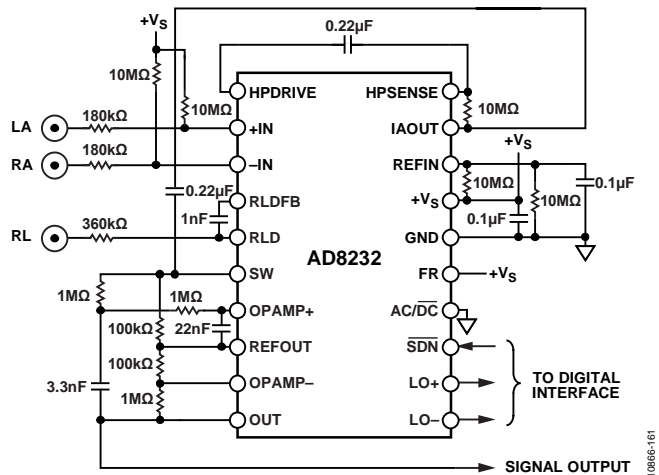 +VS
0.22µF
10MΩ
HPDRIVE
HPSENSE
10MΩ
10MΩ
LA
180kΩ
+IN
IAOUT
+VS
RA
180kΩ
–IN
REFIN
0.22µF
RLDFB
10MΩ
10MΩ
0.1µF
+VS
1nF
0.1µF
RL
360kΩ
RLD
GND
AD8232
SW
FR
+VS
1MΩ
1MΩ
OPAMP+
AC/DC
100kΩ
22nF
REFOUT
SDN
100kΩ
3.3nF
OPAMP–
LO+
TO DIGITAL
INTERFACE
1MΩ
OUT
LO–
SIGNAL OUTPUT
0866-161